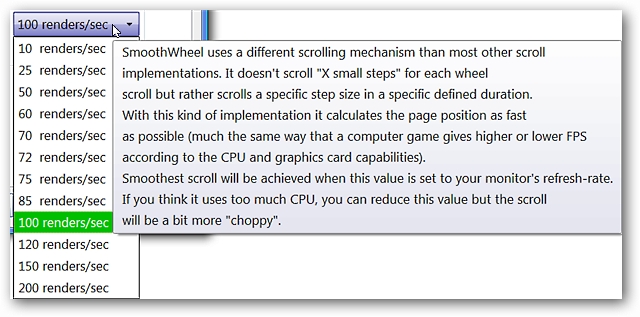 100 renders/sec
10 renders/sec
25 renders/sec
50 renders/sec
60 renders/sec
70 renders/sec
72 renders/sec
75 renders/sec
85 renders/sec
100 renders/sec
120 renders/sec
150 renders/sec
200 renders/sec
SmoothWheel uses a different scrolling mechanism than most other scroll
implementations. It doesn't scroll "X small steps" for each wheel
scroll but rather scrolls a specific step size in a specific defined duration.
With this kind of implementation it calculates the page position as fast
as possible (much the same way that a computer game gives higher or lower FPS
according to the CPU and graphics card capabilities).
Smoothest scroll will be achieved when this value is set to your monitor's refresh-rate.
If you think it uses too much CPU, you can reduce this value but the scroll
will be a bit more "choppy".